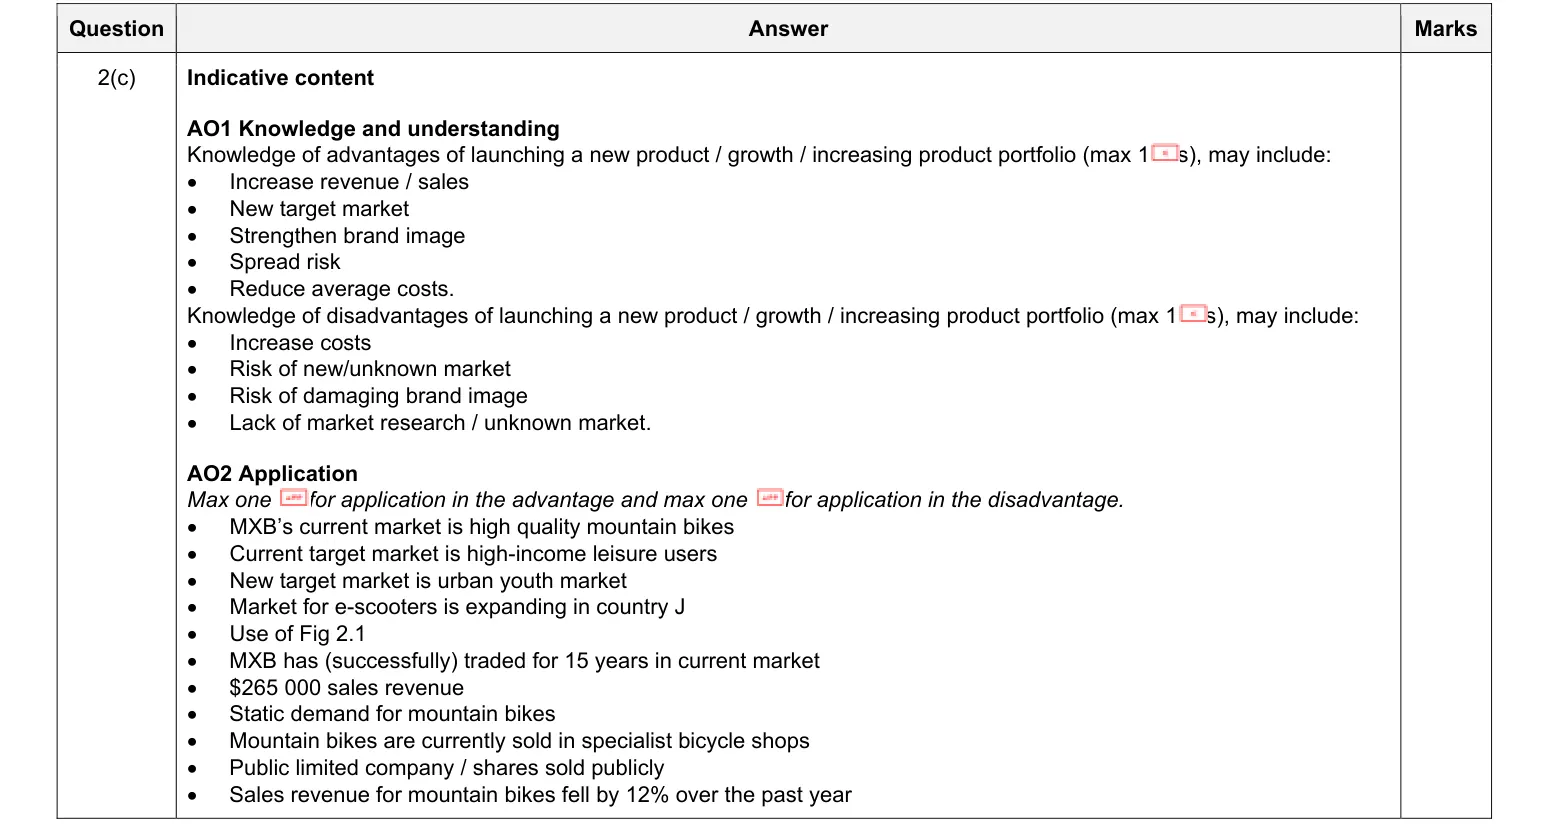 Question Answer Marks
2(c) Indicative content
AO1 Knowledge and understanding
Knowledge of advantages of launching a new product / growth / increasing product portfolio (max 1 s), may include:
• Increase revenue / sales
• New target market
• Strengthen brand image
• Spread risk
• Reduce average costs.
Knowledge of disadvantages of launching a new product / growth / increasing product portfolio (max 1 s), may include:
• Increase costs
• Risk of new/unknown market
• Risk of damaging brand image
• Lack of market research / unknown market.
AO2 Application
Max one for application in the advantage and max one for application in the disadvantage.
• MXB’s current market is high quality mountain bikes
• Current target market is high-income leisure users
• New target market is urban youth market
• Market for e-scooters is expanding in country J
• Use of Fig 2.1
• MXB has (successfully) traded for 15 years in current market
• $265 000 sales revenue
• Static demand for mountain bikes
• Mountain bikes are currently sold in specialist bicycle shops
• Public limited company / shares sold publicly
• Sales revenue for mountain bikes fell by 12% over the past year